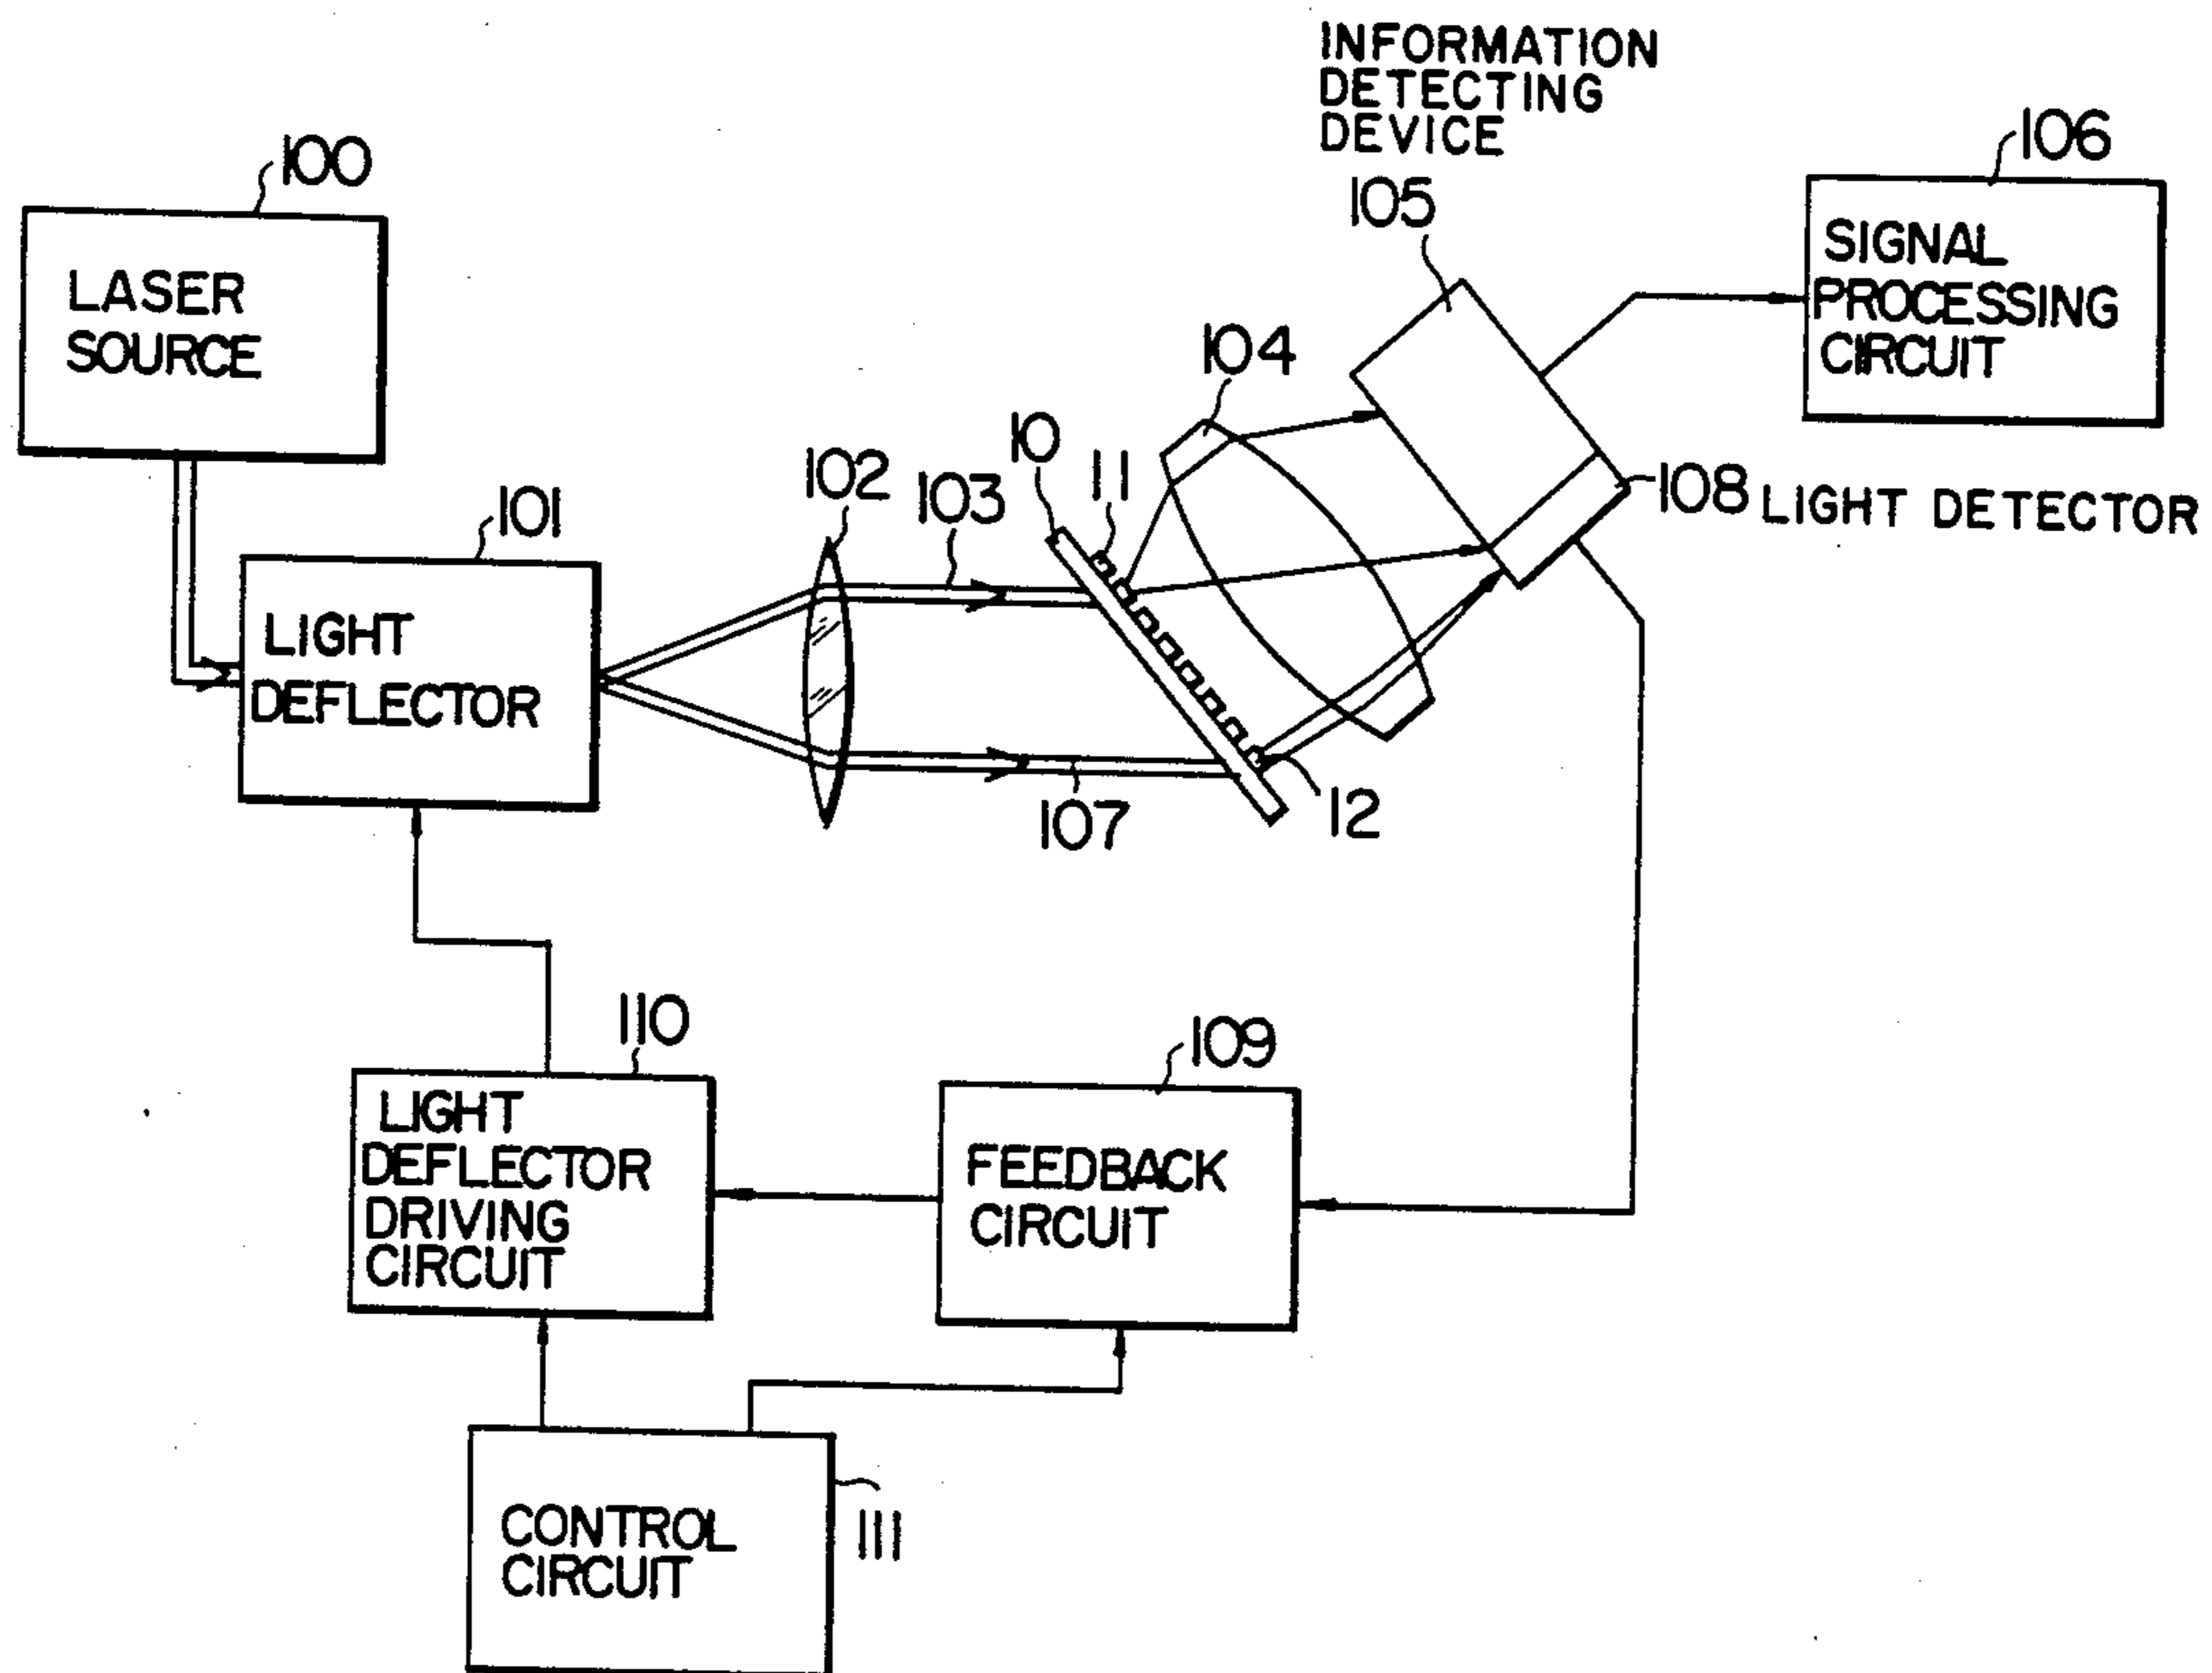 INFORMATION
DETECTING
DEVICE
105
106
SIGNAL
PROCESSING
CIRCUIT
100
LASER
SOURCE
104
10
11
102
103
108 LIGHT DETECTOR
101
LIGHT
DEFLECTOR
107
12
110
LIGHT
DEFLECTOR
DRIVING
CIRCUIT
109
FEEDBACK
CIRCUIT
CONTROL
CIRCUIT
111